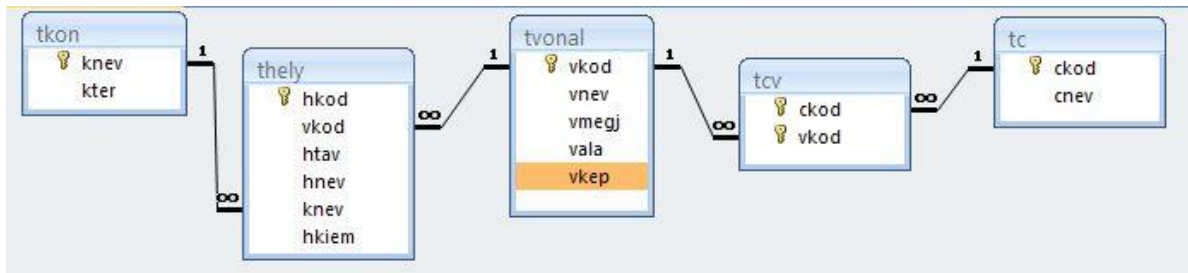 tkon
knev
kter
1
∞
thely
hkod
vkod
htav
hnev
knev
hkiem
∞
1
tvonal
vkod
vnev
vmegj
vala
vkep
1
∞
tcv
ckod
vkod
∞
1
tc
ckod
cnev